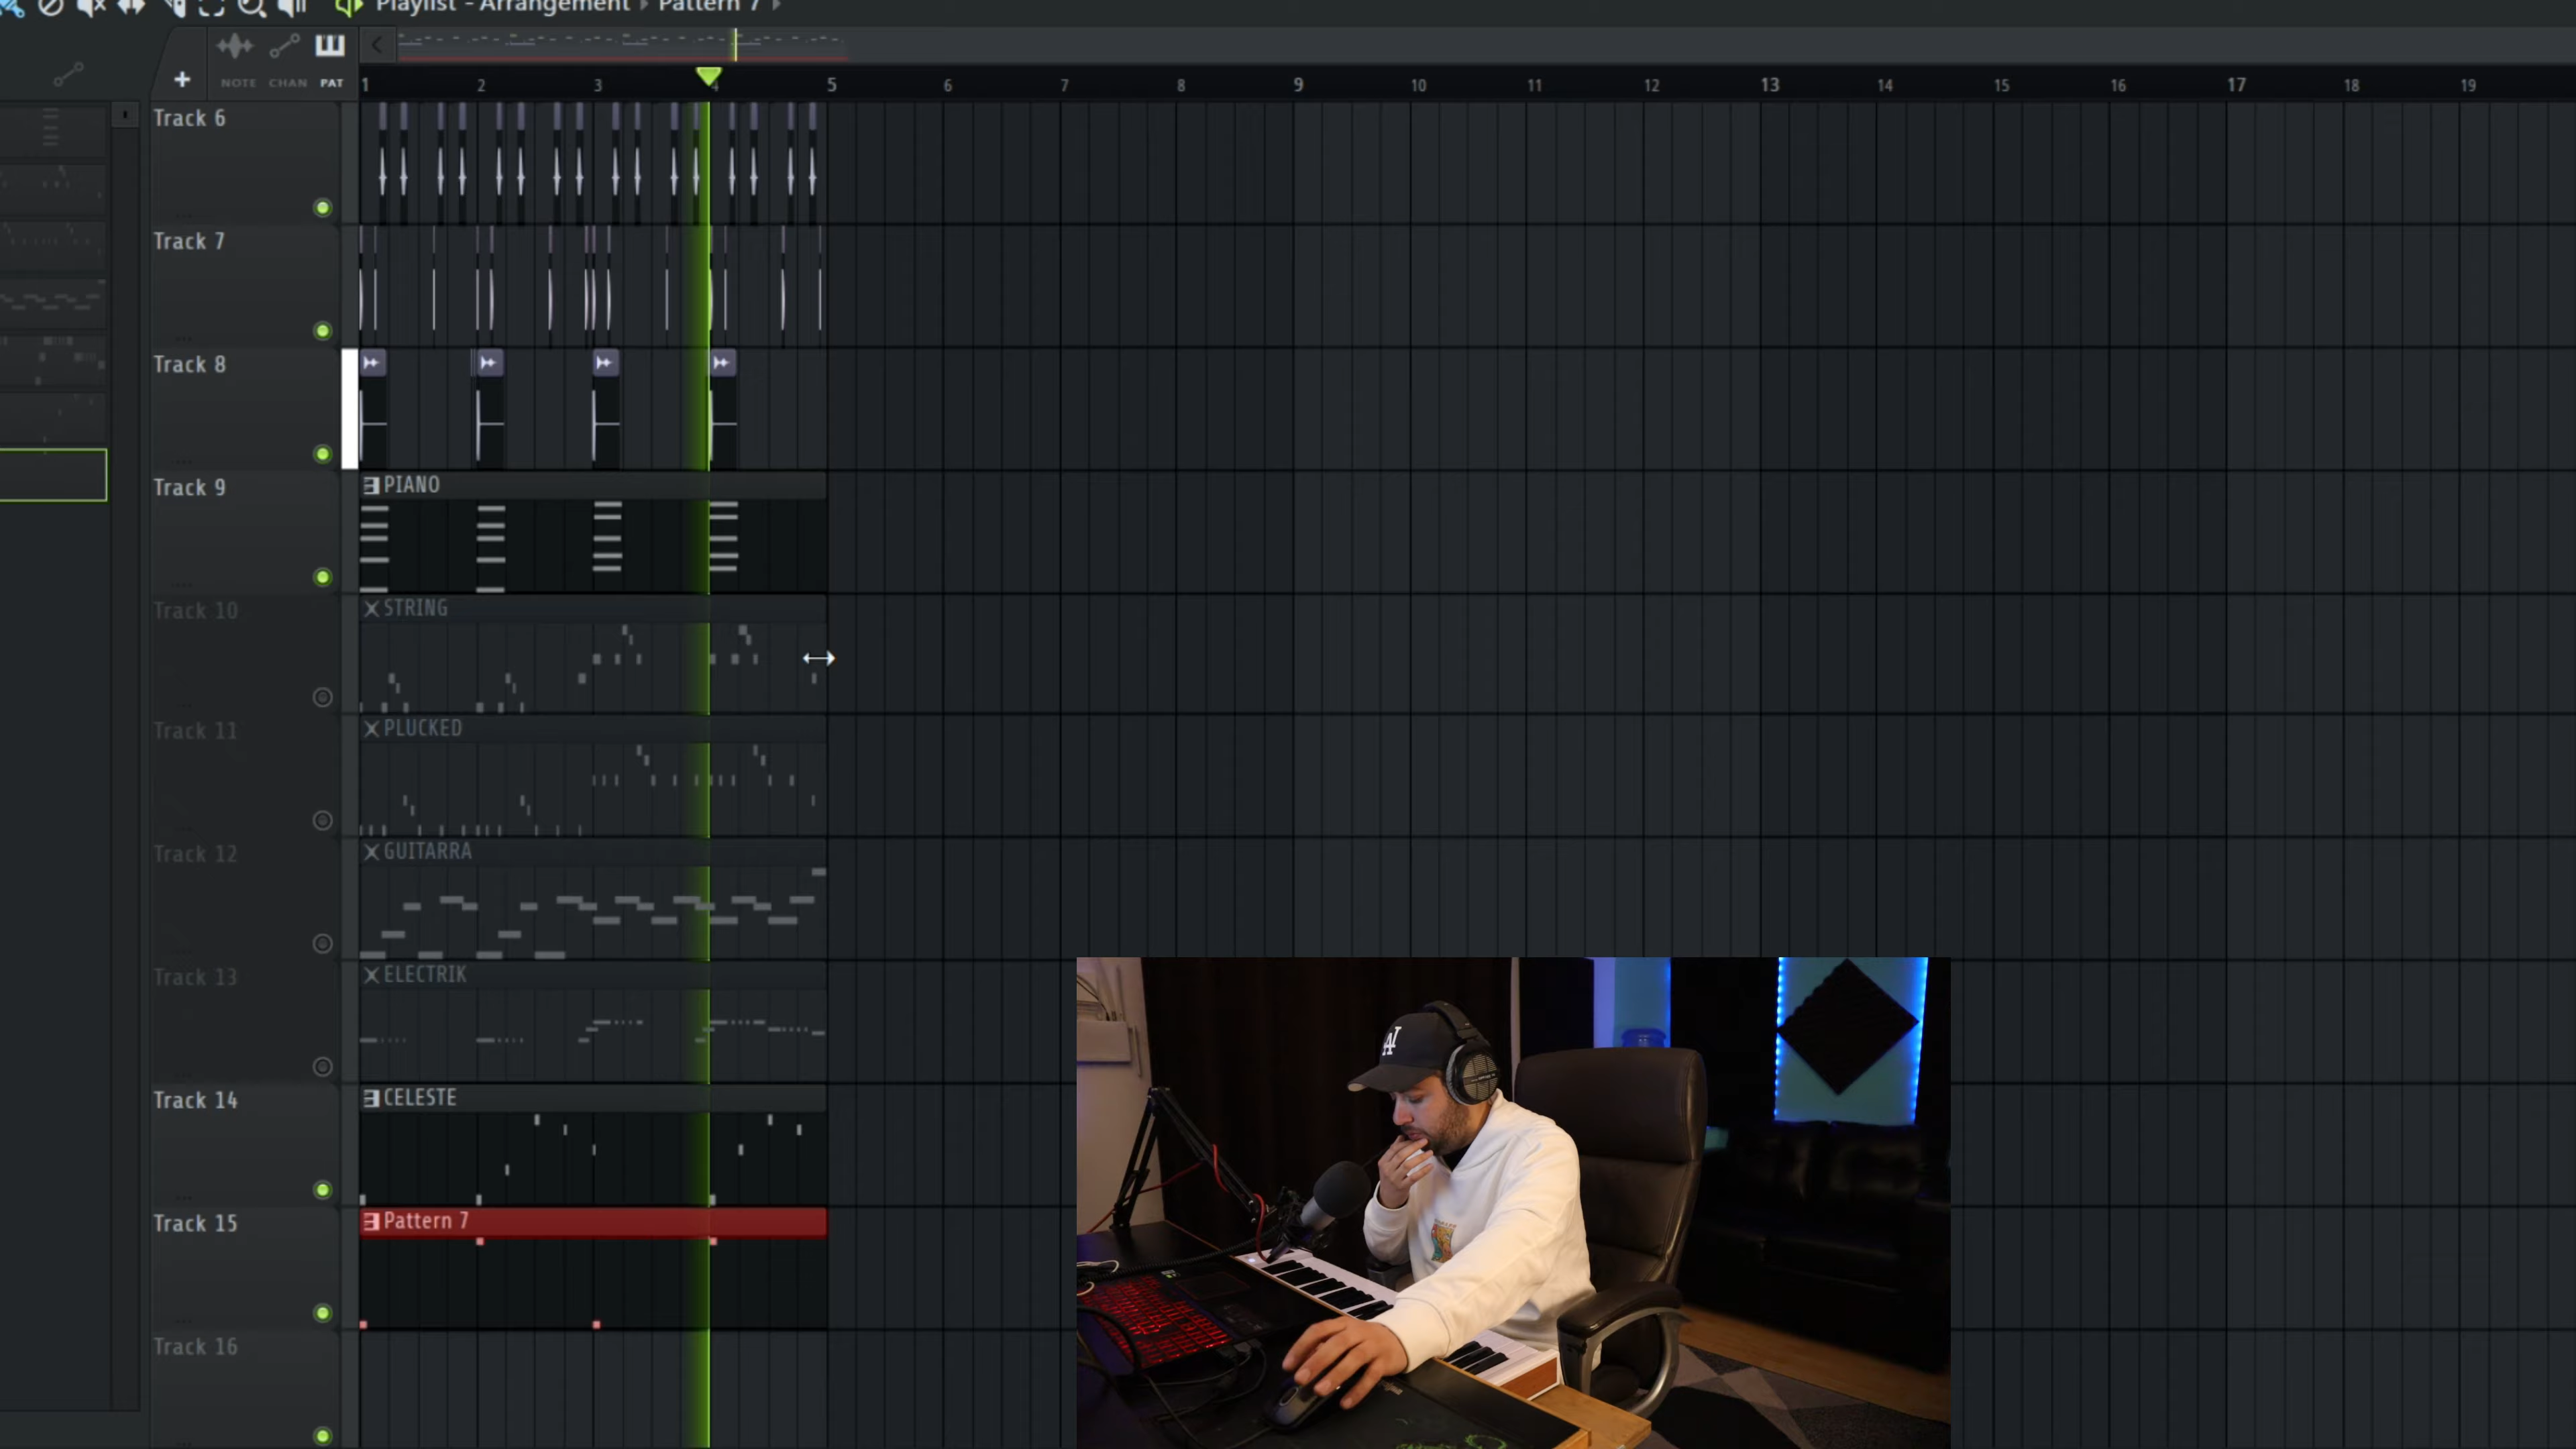 Playlist - Arrangement › Pattern 7 ›
NOTE CHAN PAT
1 2 3 4 5 6 7 8 9 10 11 12 13 14 15 16 17 18 19
Track 6
Track 7
Track 8
Track 9
PIANO
Track 10
STRING
Track 11
PLUCKED
Track 12
GUITARRA
Track 13
ELECTRIK
Track 14
CELESTE
Track 15
Pattern 7
Track 16
LA